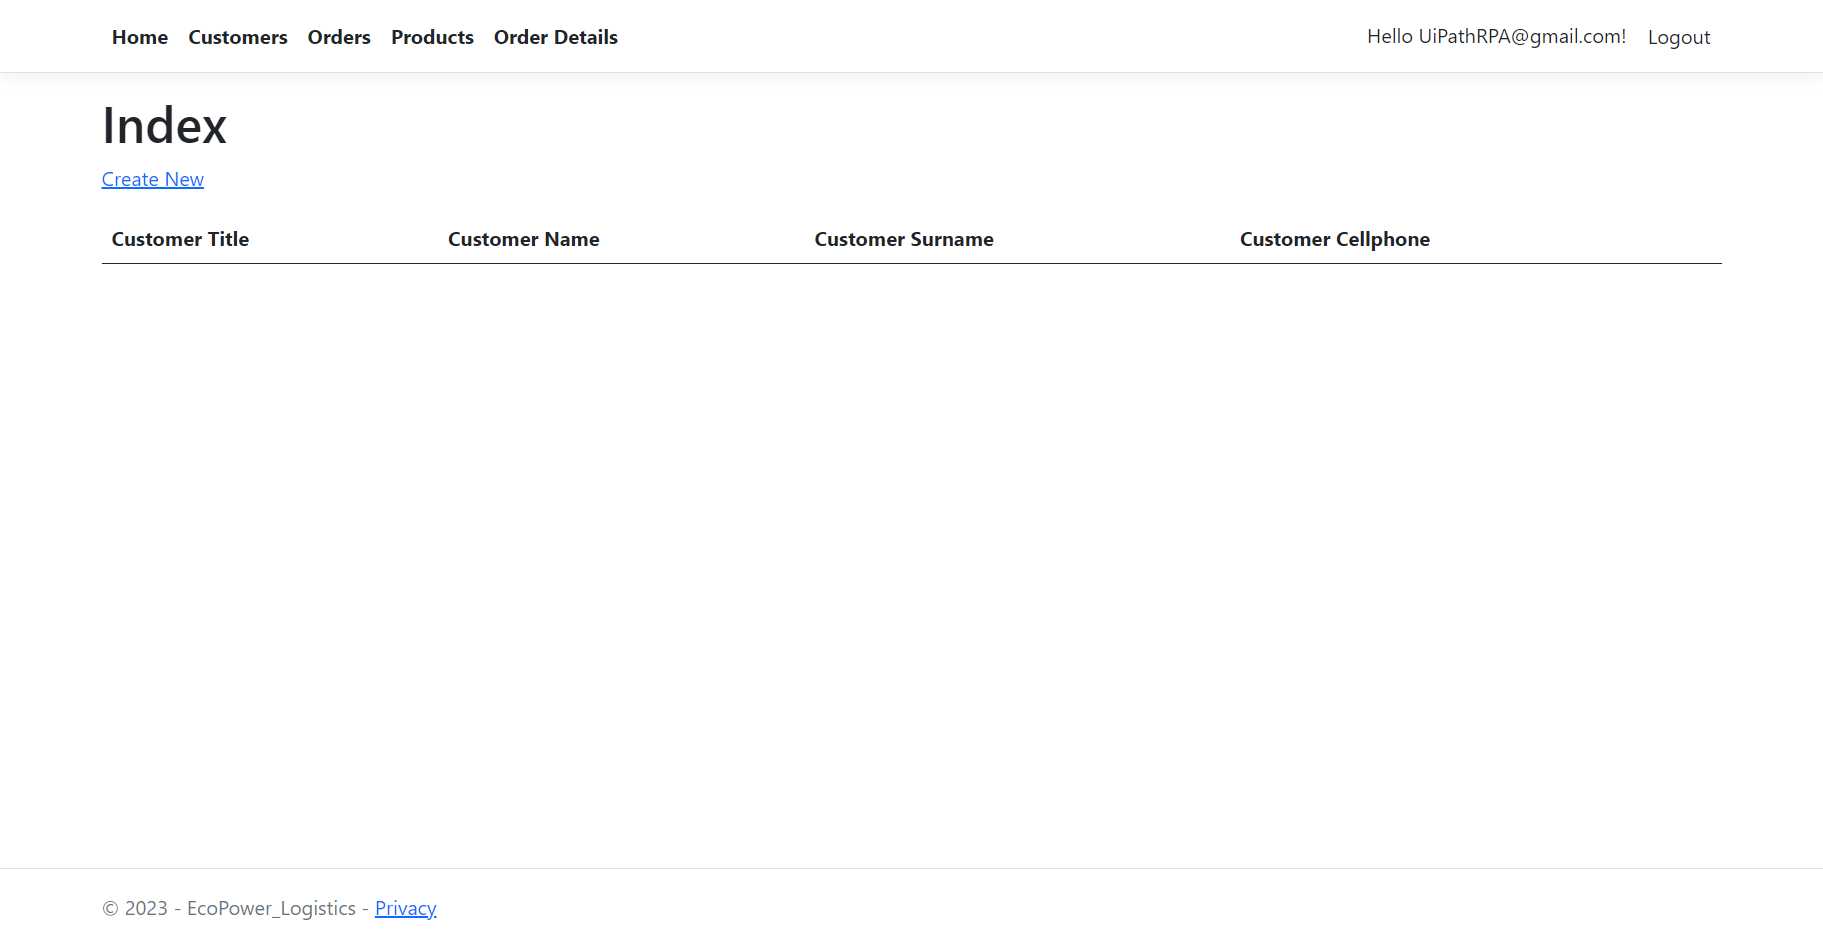 Home Customers Orders Products Order Details Hello UiPathRPA@gmail.com! Logout
Index
Create New
Customer Title Customer Name Customer Surname Customer Cellphone
© 2023 - EcoPower_Logistics - Privacy